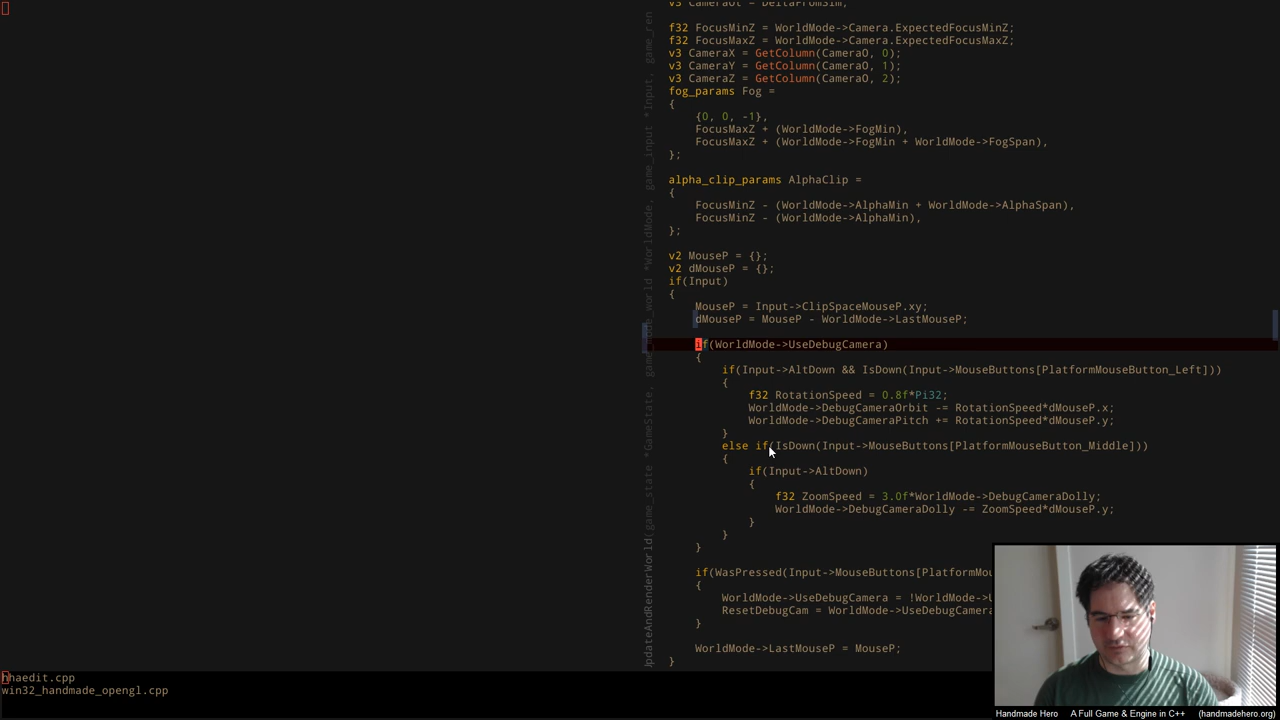 v3 CameraOt = DeltaFromSim;
f32 FocusMinZ = WorldMode->Camera.ExpectedFocusMinZ;
f32 FocusMaxZ = WorldMode->Camera.ExpectedFocusMaxZ;
v3 CameraX = GetColumn(CameraO, 0);
v3 CameraY = GetColumn(CameraO, 1);
v3 CameraZ = GetColumn(CameraO, 2);
fog_params Fog =
{
{0, 0, -1},
FocusMaxZ + (WorldMode->FogMin),
FocusMaxZ + (WorldMode->FogMin + WorldMode->FogSpan),
};
alpha_clip_params AlphaClip =
{
FocusMinZ - (WorldMode->AlphaMin + WorldMode->AlphaSpan),
FocusMinZ - (WorldMode->AlphaMin),
};
v2 MouseP = {};
v2 dMouseP = {};
if(Input)
{
MouseP = Input->ClipSpaceMouseP.xy;
dMouseP = MouseP - WorldMode->LastMouseP;
if(WorldMode->UseDebugCamera)
{
if(Input->AltDown && IsDown(Input->MouseButtons[PlatformMouseButton_Left]))
{
f32 RotationSpeed = 0.8f*Pi32;
WorldMode->DebugCameraOrbit -= RotationSpeed*dMouseP.x;
WorldMode->DebugCameraPitch += RotationSpeed*dMouseP.y;
}
else if(IsDown(Input->MouseButtons[PlatformMouseButton_Middle]))
{
if(Input->AltDown)
{
f32 ZoomSpeed = 3.0f*WorldMode->DebugCameraDolly;
WorldMode->DebugCameraDolly -= ZoomSpeed*dMouseP.y;
}
}
}
if(WasPressed(Input->MouseButtons[PlatformMou
{
WorldMode->UseDebugCamera = !WorldMode->U
ResetDebugCam = WorldMode->UseDebugCamera
}
WorldMode->LastMouseP = MouseP;
}
hhaedit.cpp
win32_handmade_opengl.cpp
Handmade Hero A Full Game & Engine in C++ (handmadehero.org)